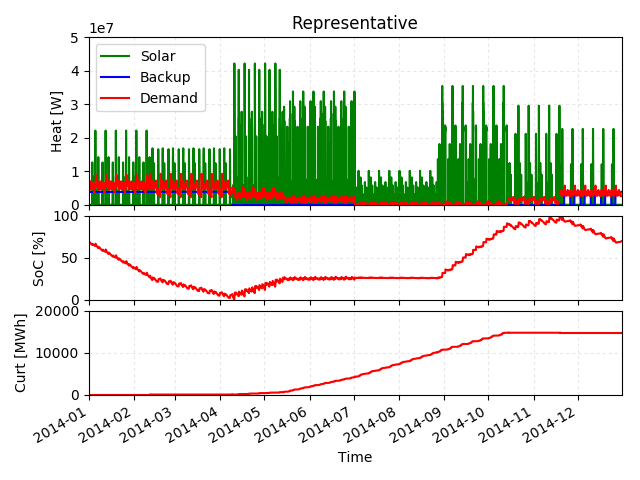 Representative
1e7
5
4
3
2
1
0
Heat [W]
Solar
Backup
Demand
100
50
0
SoC [%]
20000
10000
0
Curt [MWh]
2014-01
2014-02
2014-03
2014-04
2014-05
2014-06
2014-07
2014-08
2014-09
2014-10
2014-11
2014-12
Time